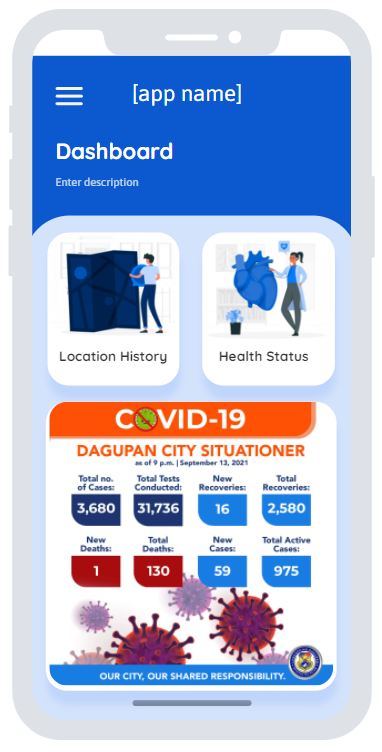 [app name]
Dashboard
Enter description
Location History
Health Status
COVID-19
DAGUPAN CITY SITUATIONER
as of 9 p.m. | September 13, 2021
Total no. of Cases:
3,680
Total Tests Conducted:
31,736
New Recoveries:
16
Total Recoveries:
2,580
New Deaths:
1
Total Deaths:
130
New Cases:
59
Total Active Cases:
975
OUR CITY, OUR SHARED RESPONSIBILITY.